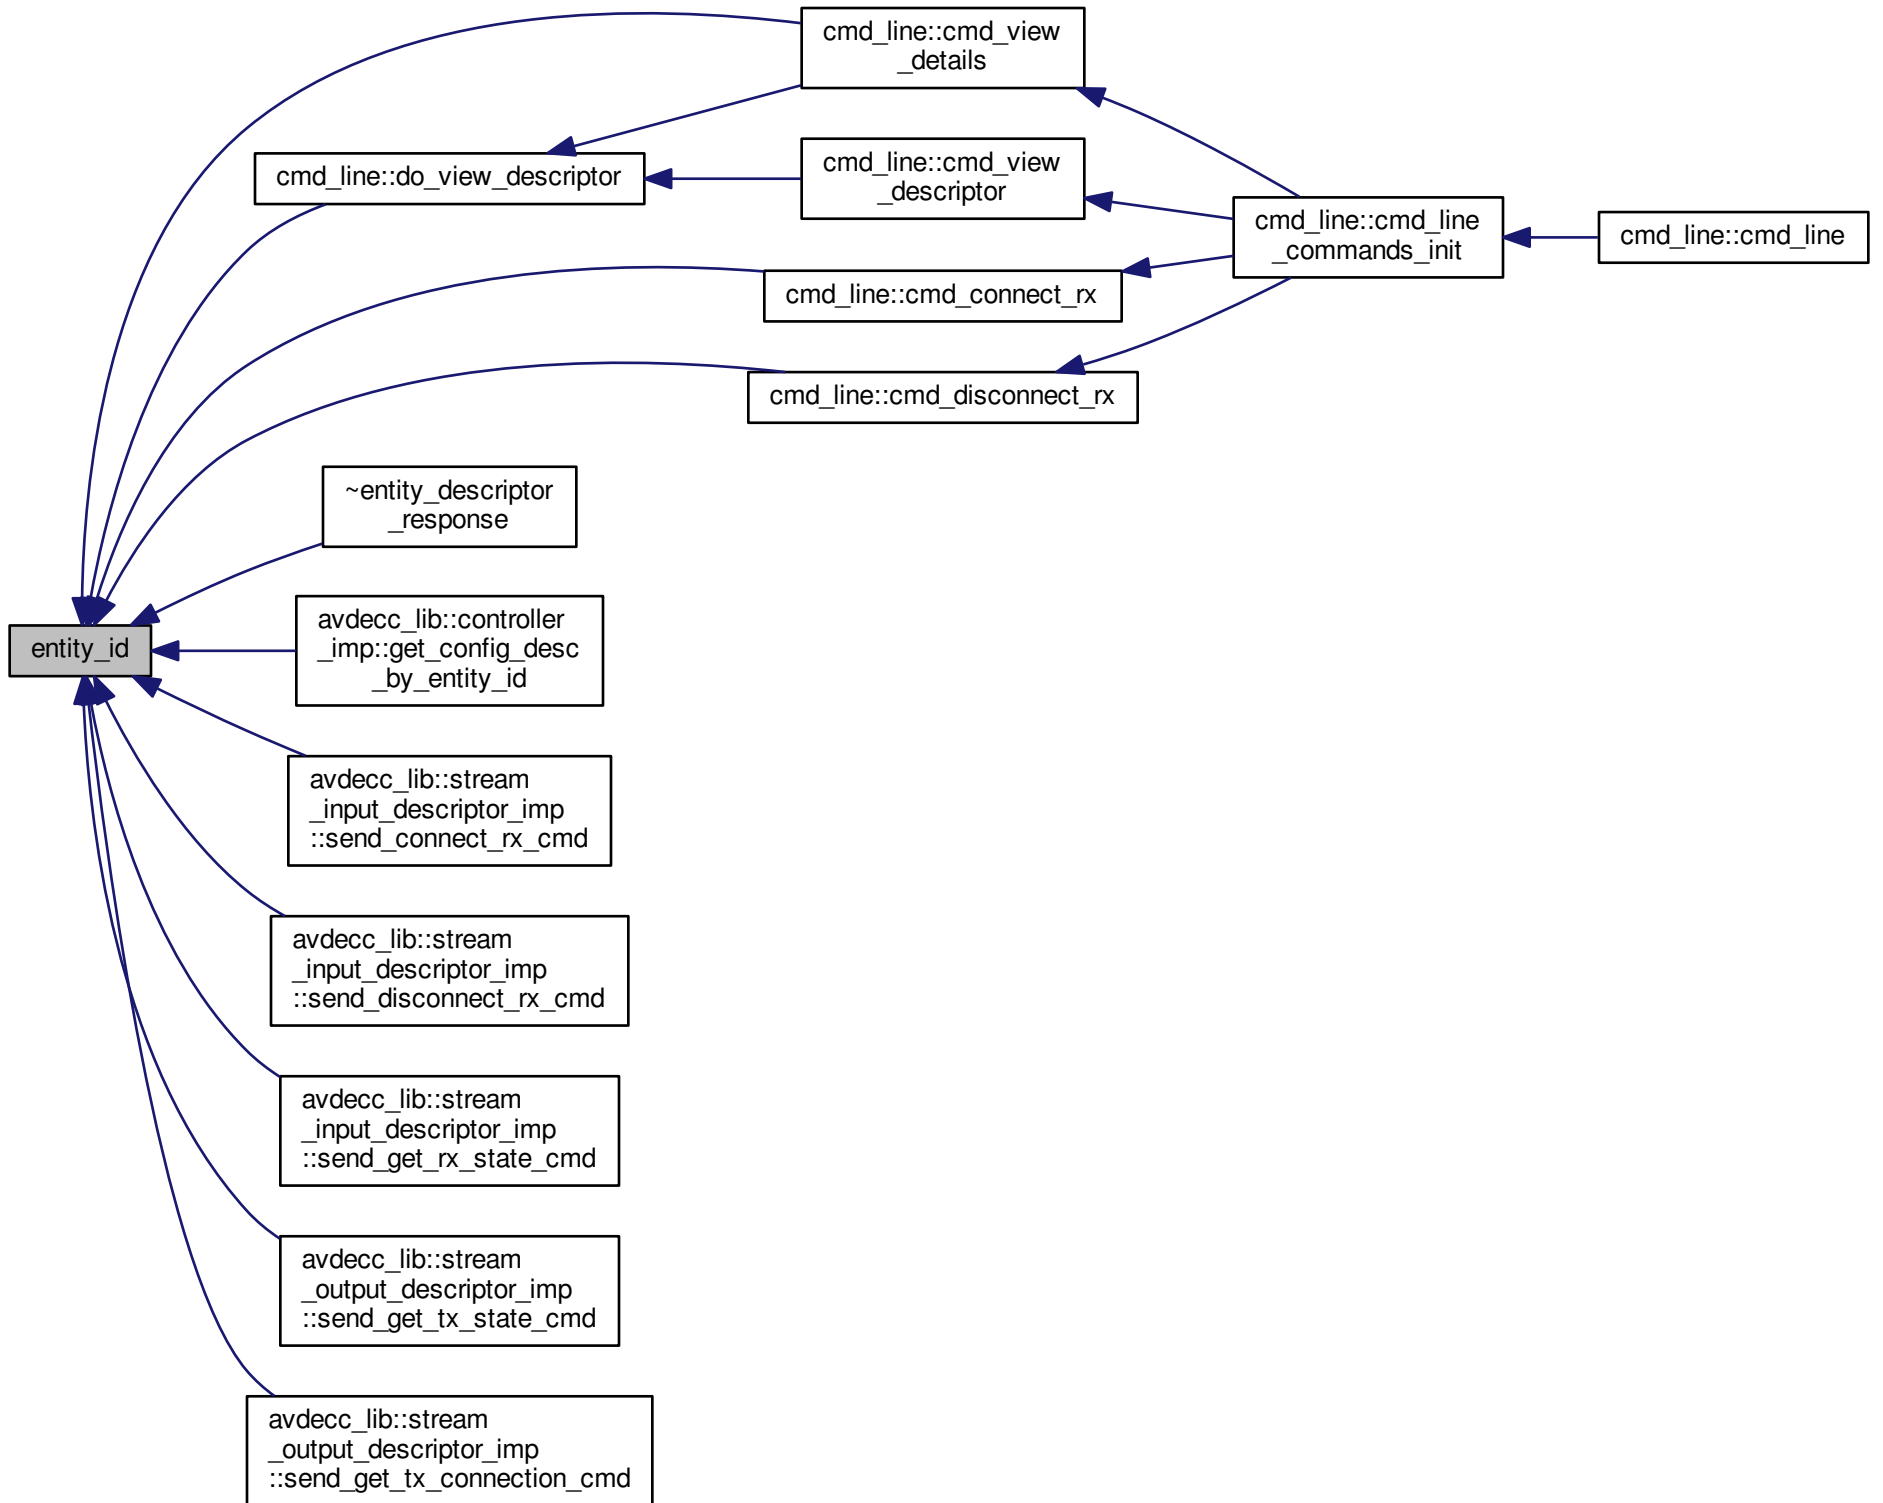 cmd_line::cmd_view
_details
cmd_line::do_view_descriptor
cmd_line::cmd_view
_descriptor
cmd_line::cmd_line
_commands_init
cmd_line::cmd_line
cmd_line::cmd_connect_rx
cmd_line::cmd_disconnect_rx
~entity_descriptor
_response
entity_id
avdecc_lib::controller
_imp::get_config_desc
_by_entity_id
avdecc_lib::stream
_input_descriptor_imp
::send_connect_rx_cmd
avdecc_lib::stream
_input_descriptor_imp
::send_disconnect_rx_cmd
avdecc_lib::stream
_input_descriptor_imp
::send_get_rx_state_cmd
avdecc_lib::stream
_output_descriptor_imp
::send_get_tx_state_cmd
avdecc_lib::stream
_output_descriptor_imp
::send_get_tx_connection_cmd